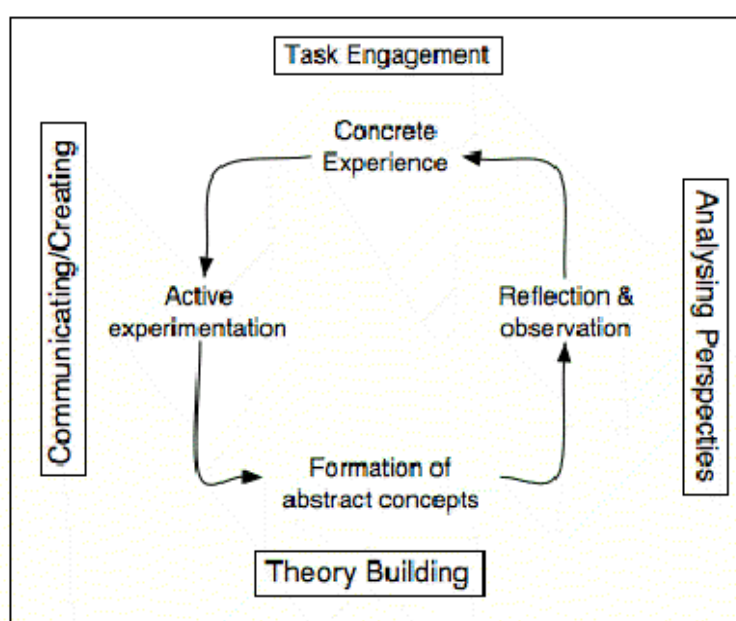 Task Engagement
Concrete
Experience
Communicating/Creating
Analysing Perspecties
Active
experimentation
Reflection &
observation
Formation of
abstract concepts
Theory Building